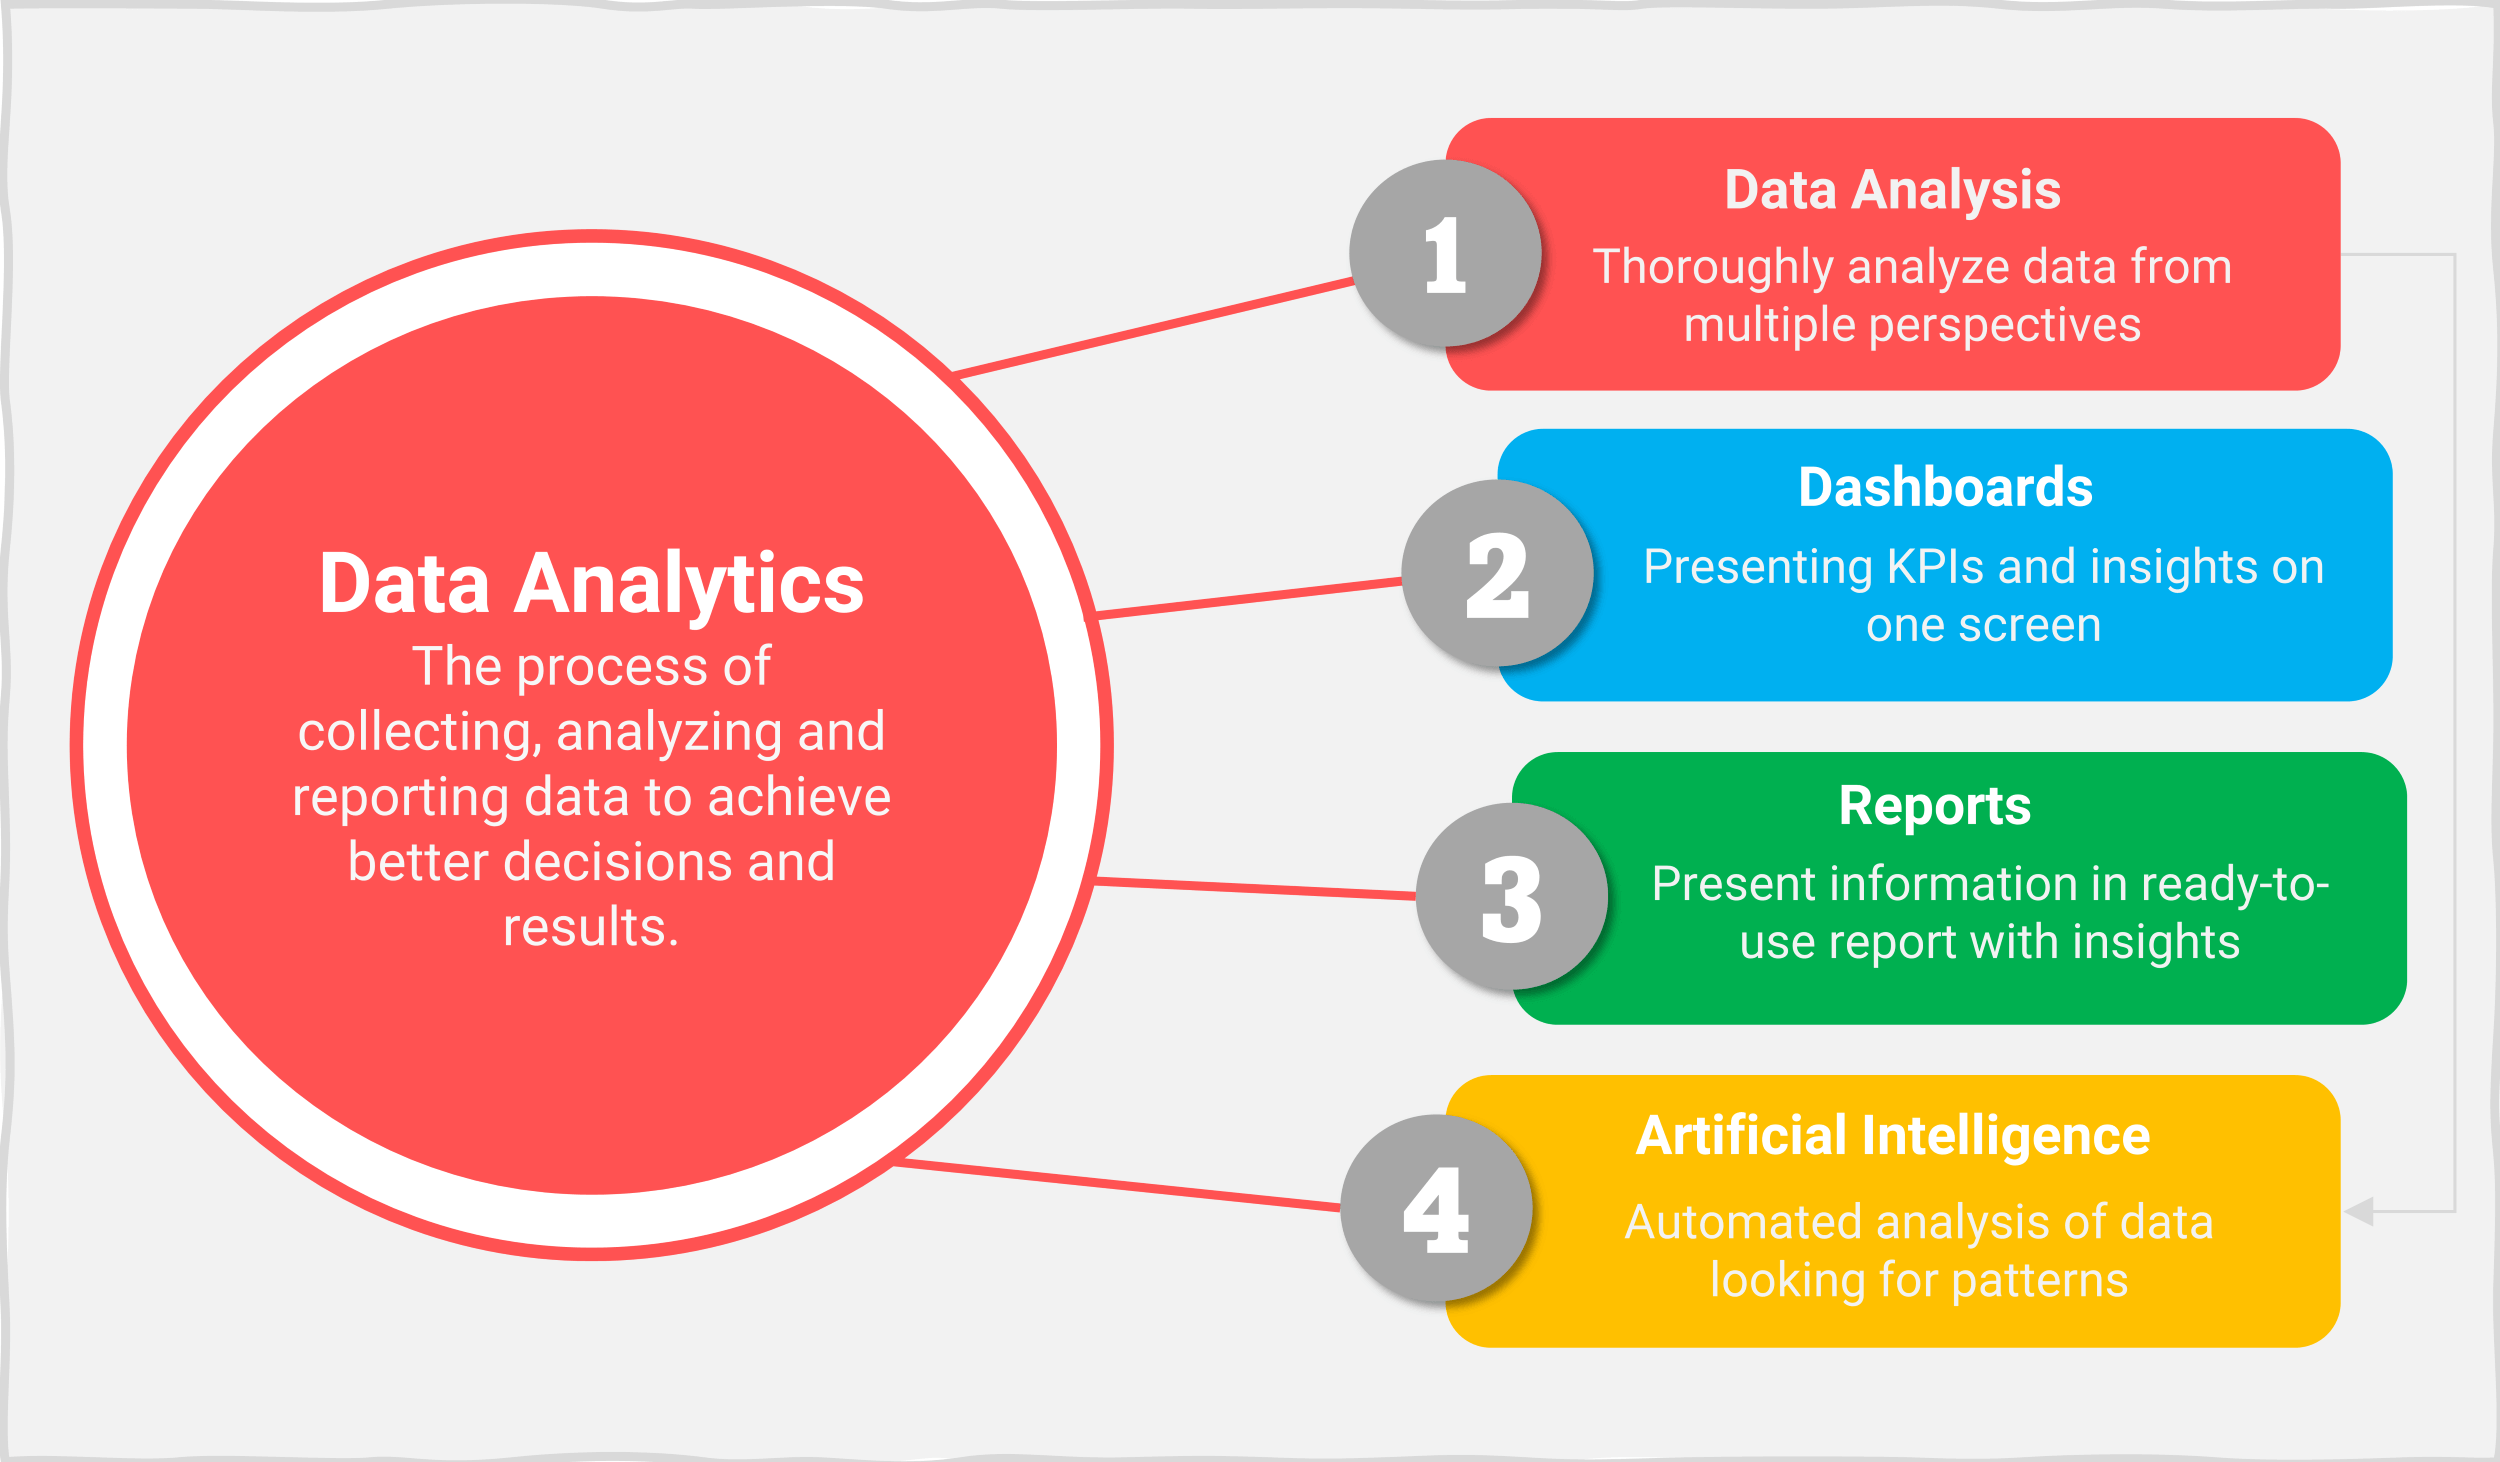 Data Analytics
The process of
collecting, analyzing and
reporting data to achieve
better decisions and
results.
1
Data Analysis
Thoroughly analyze data from
multiple perspectives
2
Dashboards
Presenting KPIs and insights on
one screen
3
Reports
Present information in ready-to-
use report with insights
4
Artificial Intelligence
Automated analysis of data
looking for patterns